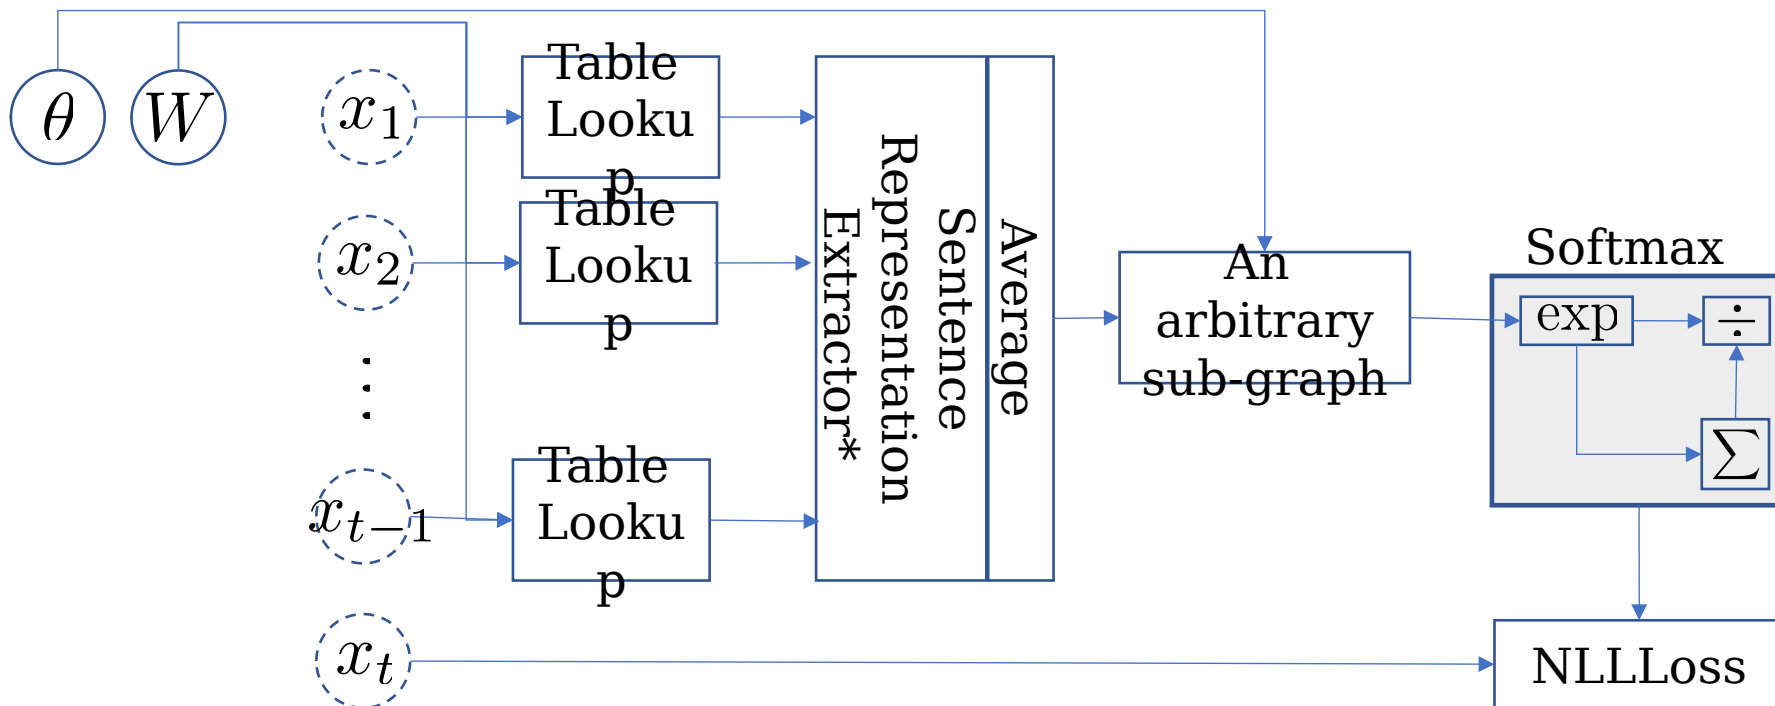 θ
W
x₁
Table
Looku
p
x₂
Table
Looku
p
⋮
xₜ₋₁
Table
Looku
p
xₜ
Sentence
Representation
Extractor*
Average
An
arbitrary
sub-graph
Softmax
exp
÷
∑
NLLLoss